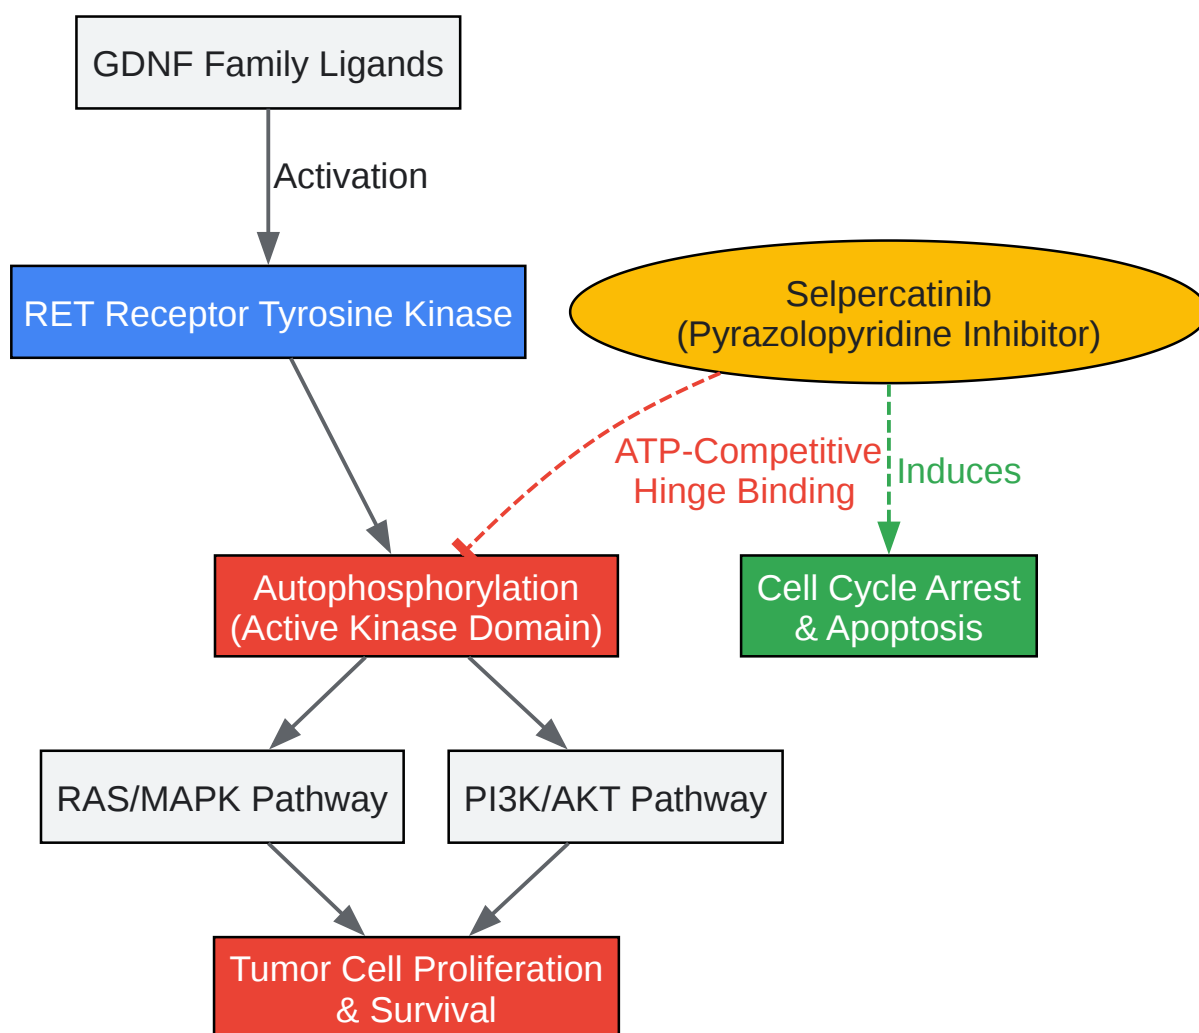 GDNF Family Ligands
Activation
RET Receptor Tyrosine Kinase
Selpercatinib
(Pyrazolopyridine Inhibitor)
ATP-Competitive
Hinge Binding
Induces
Autophosphorylation
(Active Kinase Domain)
Cell Cycle Arrest
& Apoptosis
RAS/MAPK Pathway
PI3K/AKT Pathway
Tumor Cell Proliferation
& Survival